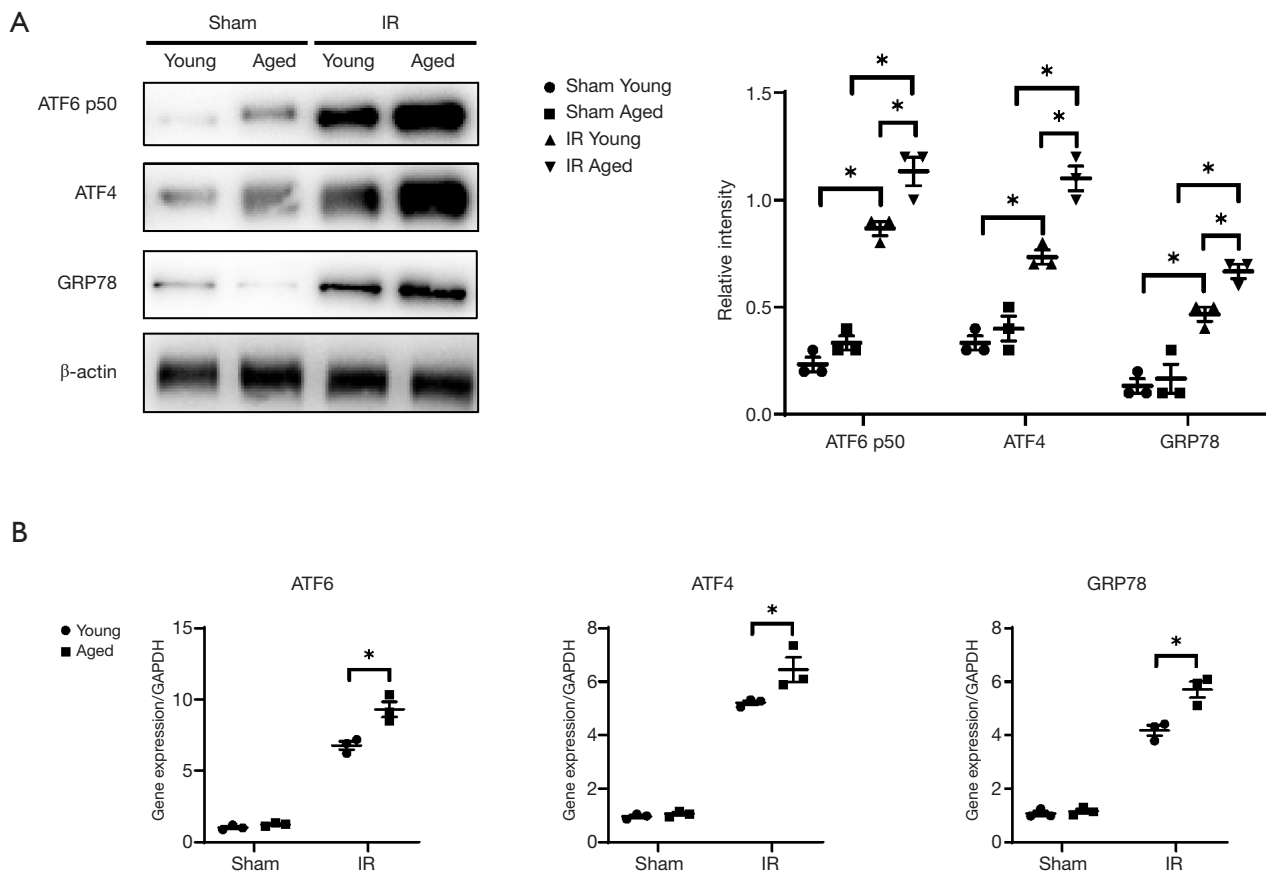 A
Sham IR
Young Aged Young Aged
ATF6 p50
ATF4
GRP78
β-actin
Sham Young
Sham Aged
IR Young
IR Aged
Relative intensity
1.5
1.0
0.5
0.0
* * * * * * * * *
ATF6 p50 ATF4 GRP78
B
Young
Aged
ATF6
Gene expression/GAPDH
15
10
5
0
*
Sham IR
ATF4
Gene expression/GAPDH
8
6
4
2
0
*
Sham IR
GRP78
Gene expression/GAPDH
8
6
4
2
0
*
Sham IR